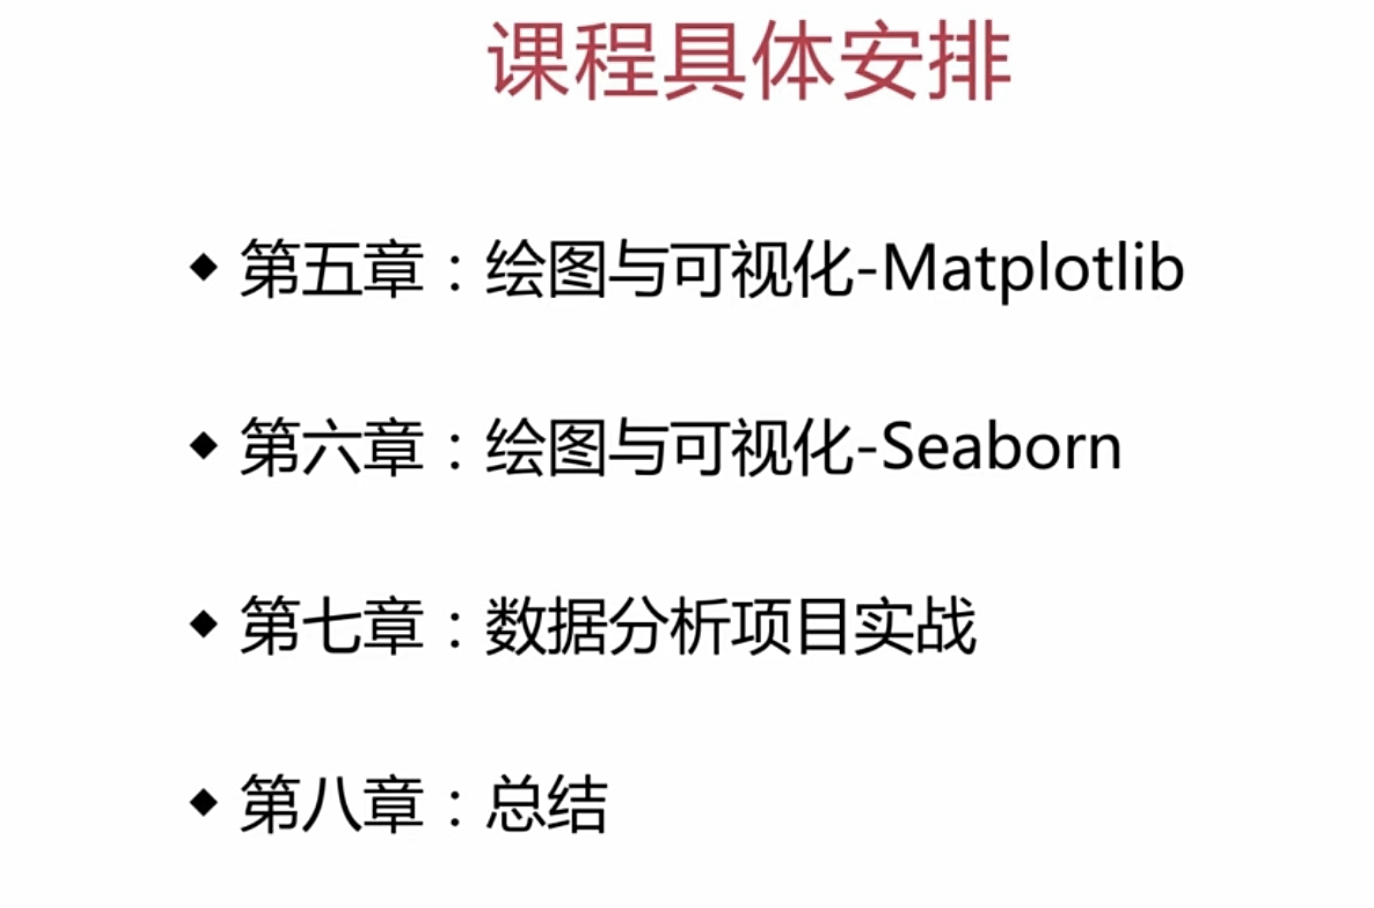 课程具体安排
◆ 第五章：绘图与可视化-Matplotlib
◆ 第六章：绘图与可视化-Seaborn
◆ 第七章：数据分析项目实战
◆ 第八章：总结